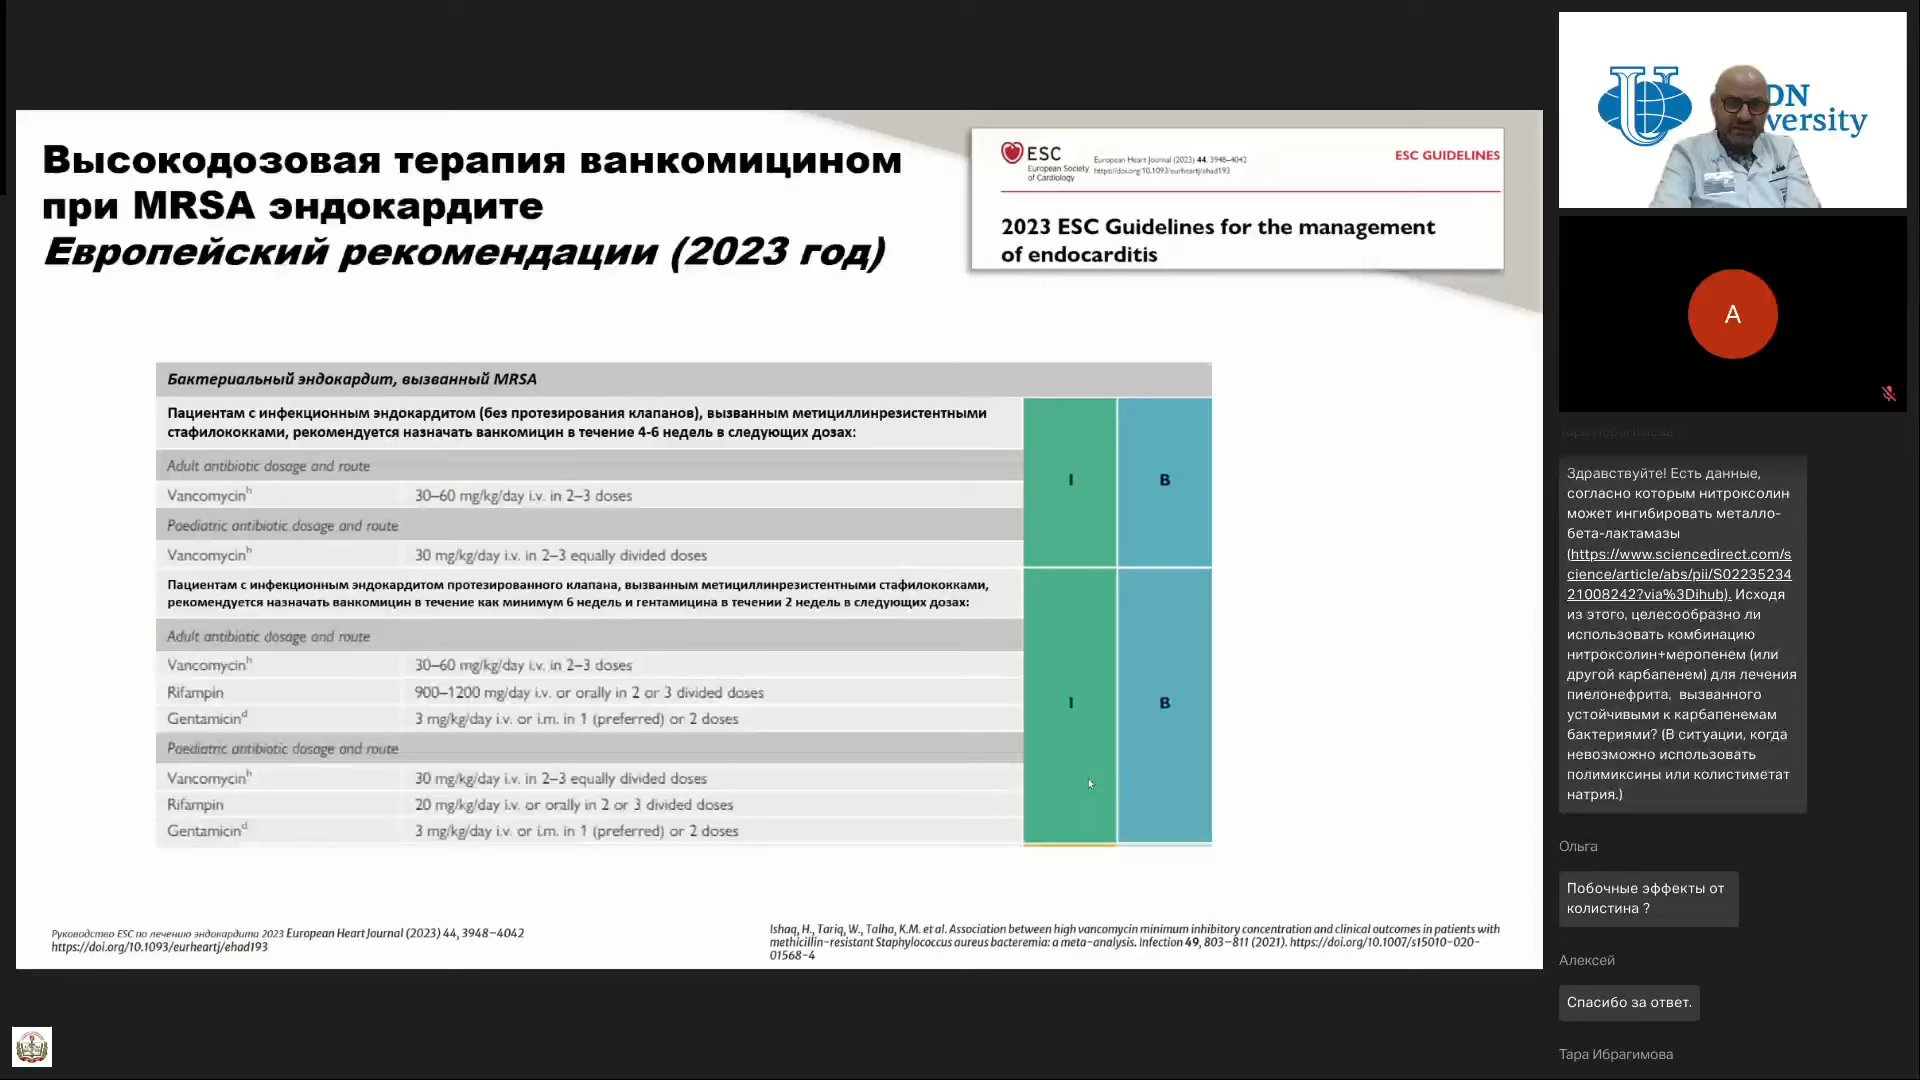 Высокодозовая терапия ванкомицином
при MRSA эндокардите
Европейский рекомендации (2023 год)
ESC
European Society
of Cardiology
European Heart Journal (2023) 44, 3948–4042
https://doi.org/10.1093/eurheartj/ehad193
ESC GUIDELINES
2023 ESC Guidelines for the management
of endocarditis
Бактериальный эндокардит, вызванный MRSA
Пациентам с инфекционным эндокардитом (без протезирования клапанов), вызванным метициллинрезистентными
стафилококками, рекомендуется назначать ванкомицин в течение 4-6 недель в следующих дозах:
I
B
Adult antibiotic dosage and route
Vancomycinh 30–60 mg/kg/day i.v. in 2–3 doses
Paediatric antibiotic dosage and route
Vancomycinh 30 mg/kg/day i.v. in 2–3 equally divided doses
Пациентам с инфекционным эндокардитом протезированного клапана, вызванным метициллинрезистентными стафилококками,
рекомендуется назначать ванкомицин в течение как минимум 6 недель и гентамицина в течении 2 недель в следующих дозах:
I
B
Adult antibiotic dosage and route
Vancomycinh 30–60 mg/kg/day i.v. in 2–3 doses
Rifampin 900–1200 mg/day i.v. or orally in 2 or 3 divided doses
Gentamicind 3 mg/kg/day i.v. or i.m. in 1 (preferred) or 2 doses
Paediatric antibiotic dosage and route
Vancomycinh 30 mg/kg/day i.v. in 2–3 equally divided doses
Rifampin 20 mg/kg/day i.v. or orally in 2 or 3 divided doses
Gentamicind 3 mg/kg/day i.v. or i.m. in 1 (preferred) or 2 doses
Руководство ESC по лечению эндокардита 2023 European Heart Journal (2023) 44, 3948–4042
https://doi.org/10.1093/eurheartj/ehad193
Ishaq, H., Tariq, W., Talha, K.M. et al. Association between high vancomycin minimum inhibitory concentration and clinical outcomes in patients with
methicillin-resistant Staphylococcus aureus bacteremia: a meta-analysis. Infection 49, 803–811 (2021). https://doi.org/10.1007/s15010-020-
01568-4
DN
versity
A
Тара Ибрагимова
Здравствуйте! Есть данные,
согласно которым нитроксолин
может ингибировать металло-
бета-лактамазы
(https://www.sciencedirect.com/s
cience/article/abs/pii/S02235234
21008242?via%3Dihub). Исходя
из этого, целесообразно ли
использовать комбинацию
нитроксолин+меропенем (или
другой карбапенем) для лечения
пиелонефрита, вызванного
устойчивыми к карбапенемам
бактериями? (В ситуации, когда
невозможно использовать
полимиксины или колистиметат
натрия.)
Ольга
Побочные эффекты от
колистина ?
Алексей
Спасибо за ответ.
Тара Ибрагимова